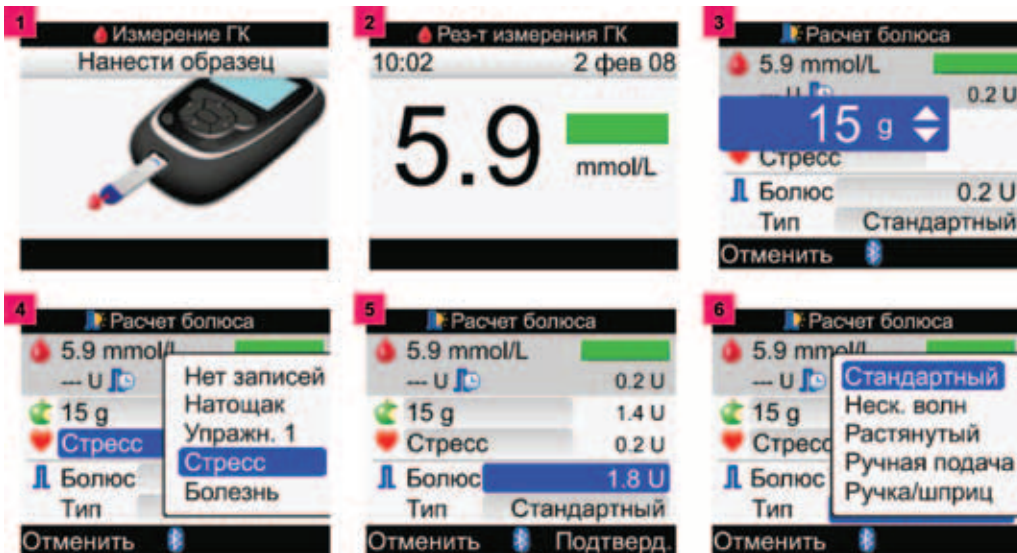 1
Измерение ГК
Нанести образец
2
Рез-т измерения ГК
10:02 2 фев 08
5.9
mmol/L
3
Расчет болюса
5.9 mmol/L
--- U 0.2 U
15 g
Стресс
Болюс 0.2 U
Тип Стандартный
Отменить
4
Расчет болюса
5.9 mmol/L
--- U
15 g
Стресс
Болюс
Тип
Нет записей
Натощак
Упражн. 1
Стресс
Болезнь
Отменить
5
Расчет болюса
5.9 mmol/L
--- U 0.2 U
15 g 1.4 U
Стресс 0.2 U
Болюс 1.8 U
Тип Стандартный
Отменить Подтверд.
6
Расчет болюса
5.9 mmol/L
--- U
15 g
Стресс
Болюс
Тип
Стандартный
Неск. волн
Растянутый
Ручная подача
Ручка/шприц
Отменить